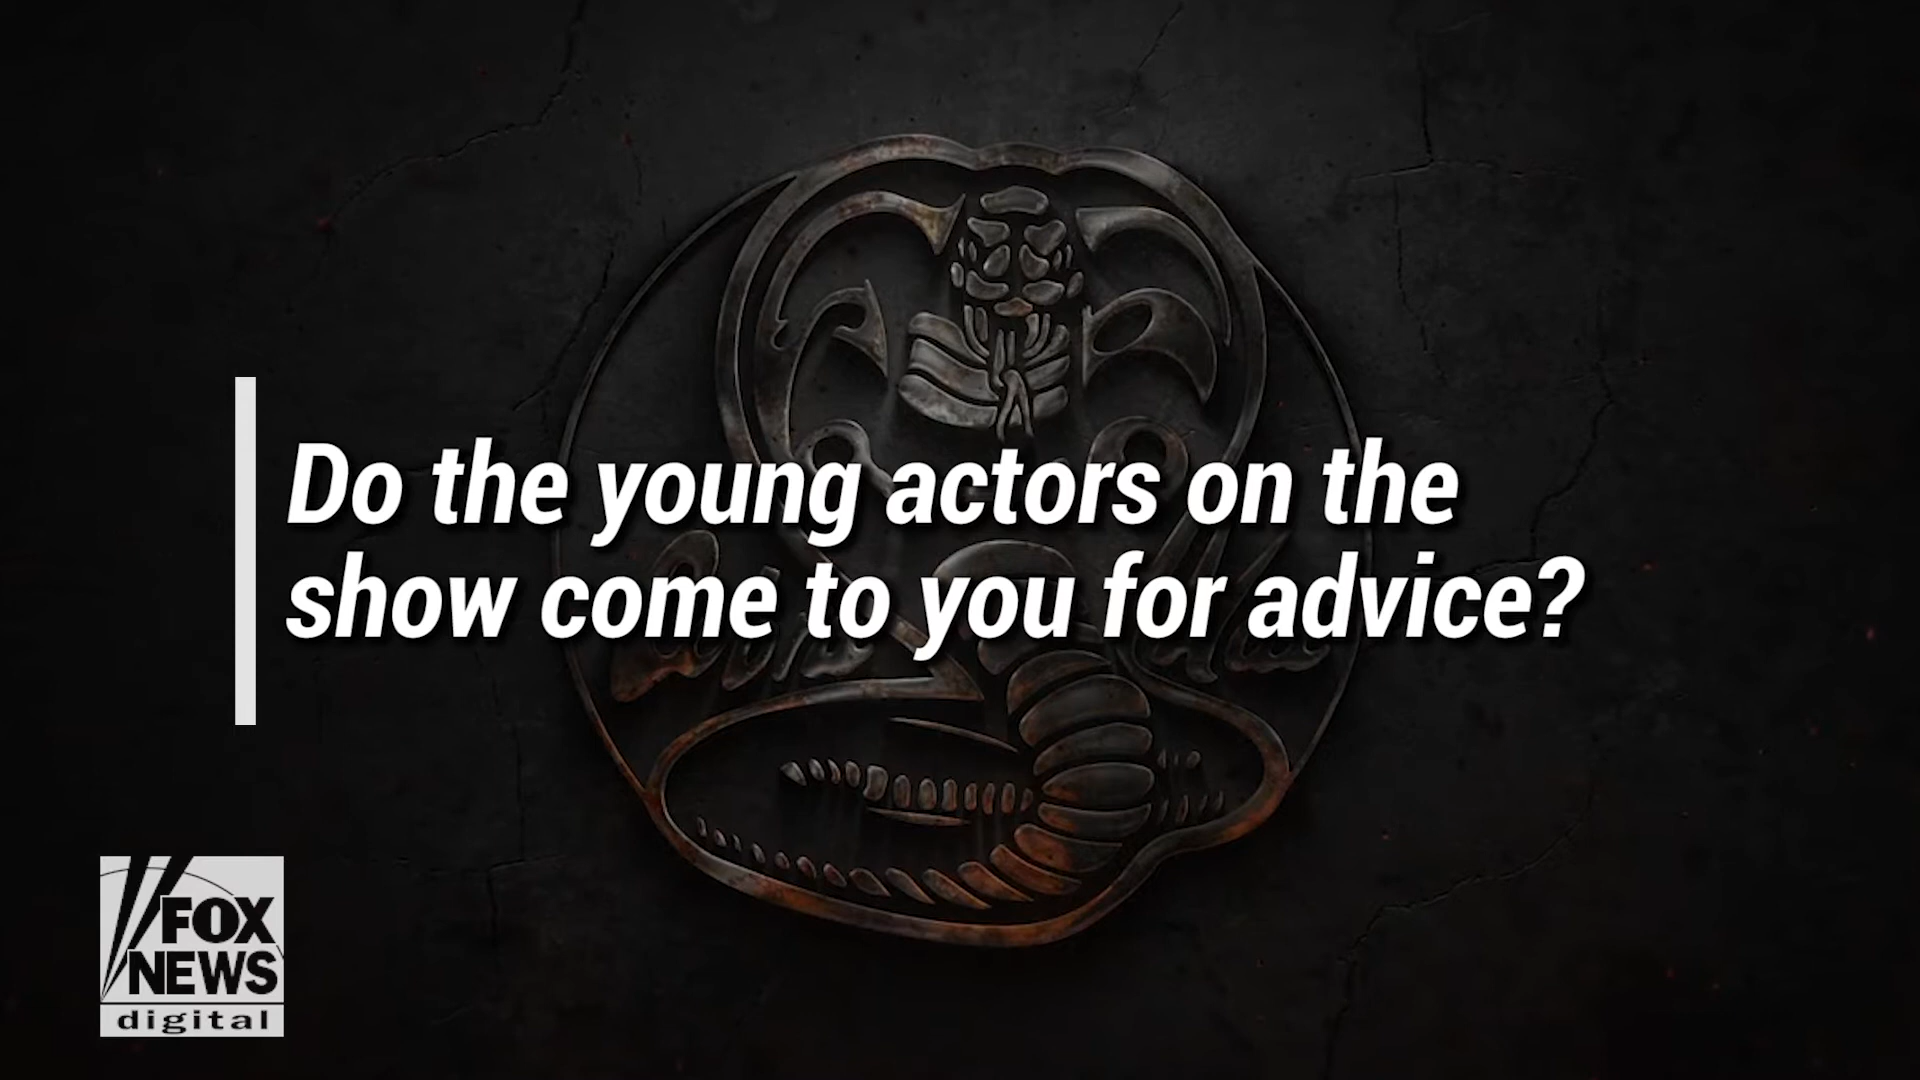 Do the young actors on the
show come to you for advice?
FOX
NEWS
digital